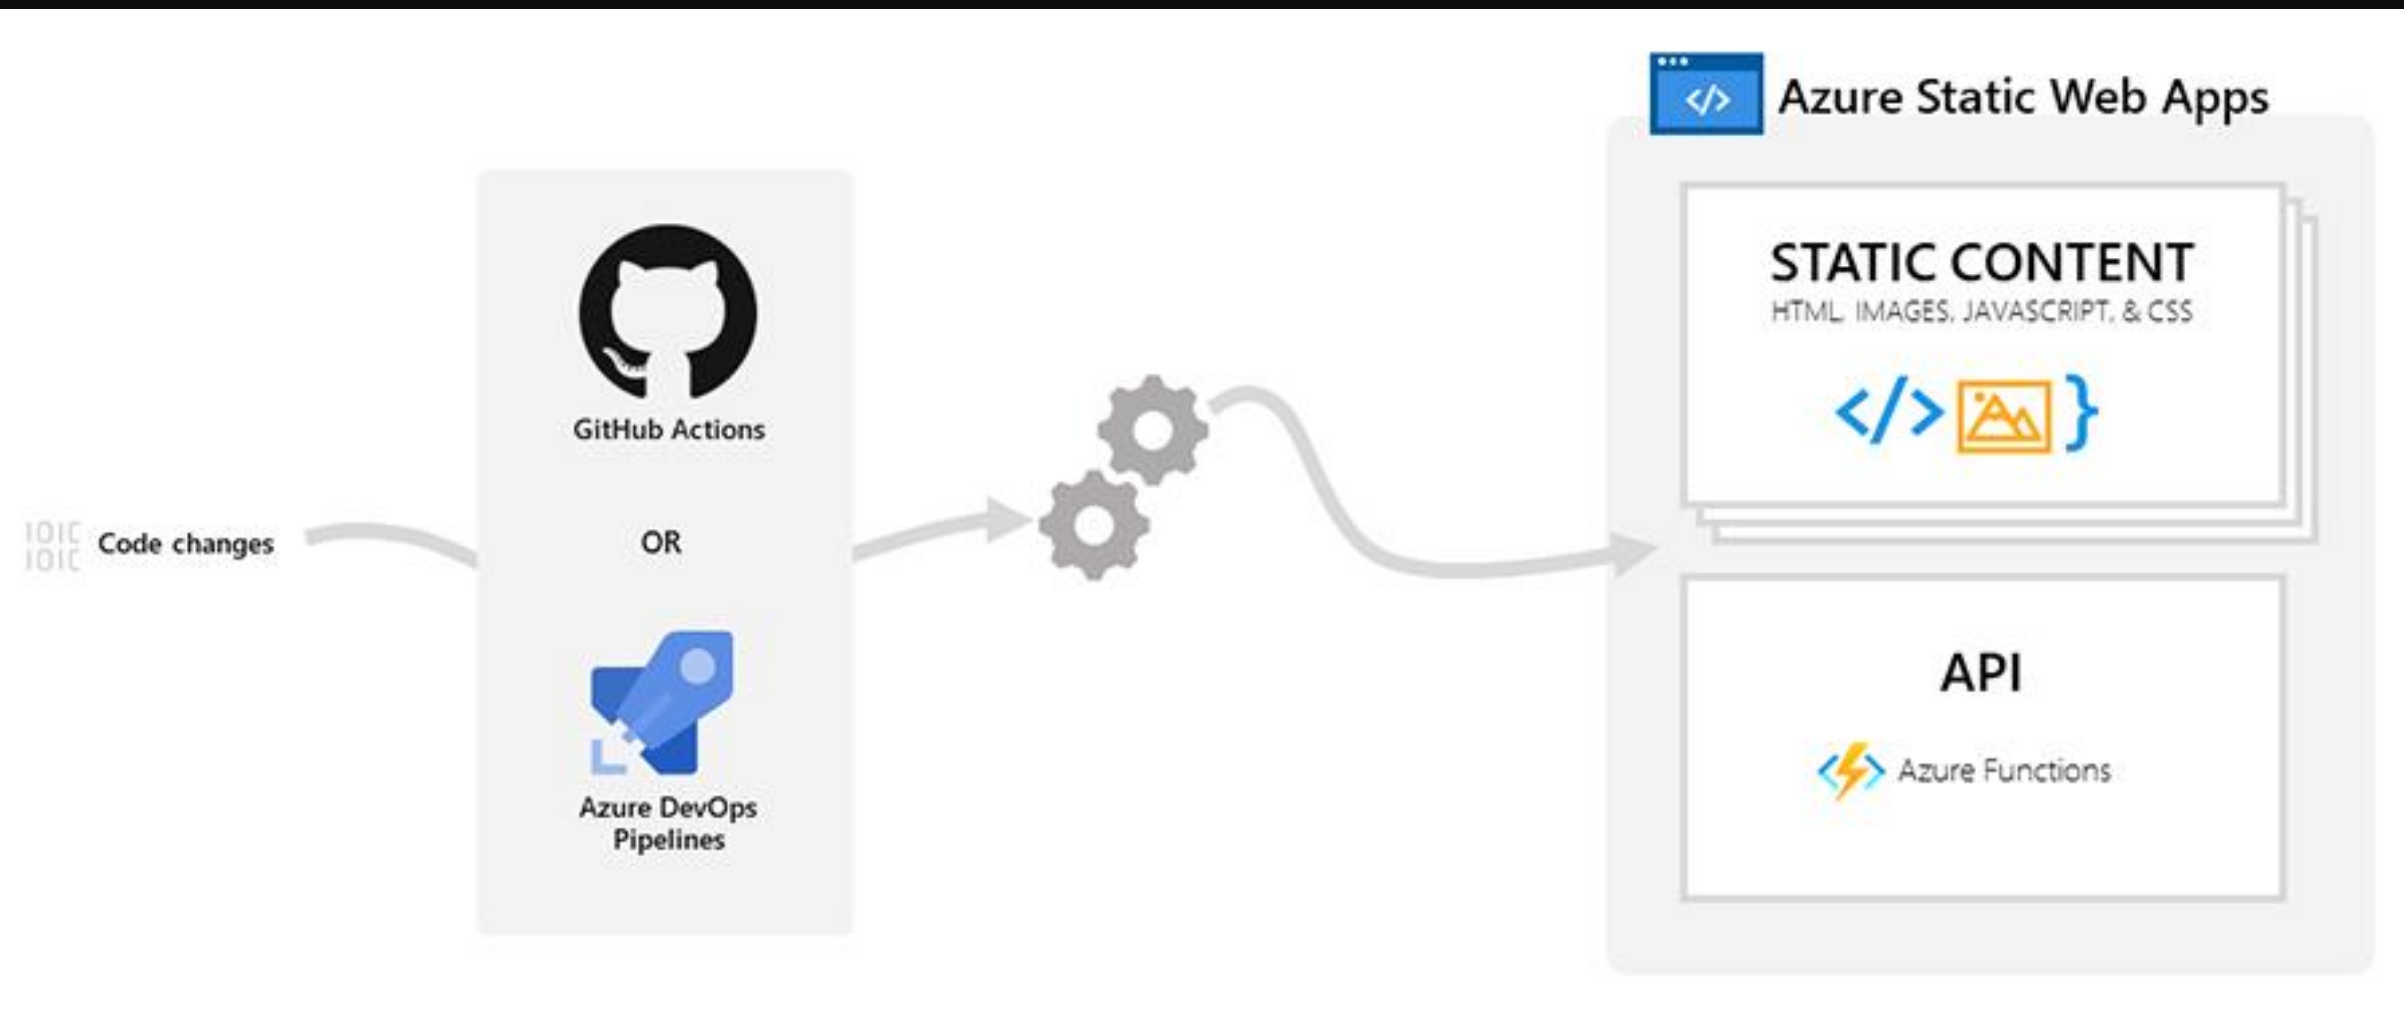 Code changes
GitHub Actions
OR
Azure DevOps
Pipelines
Azure Static Web Apps
STATIC CONTENT
HTML, IMAGES, JAVASCRIPT, & CSS
</>
}
API
Azure Functions